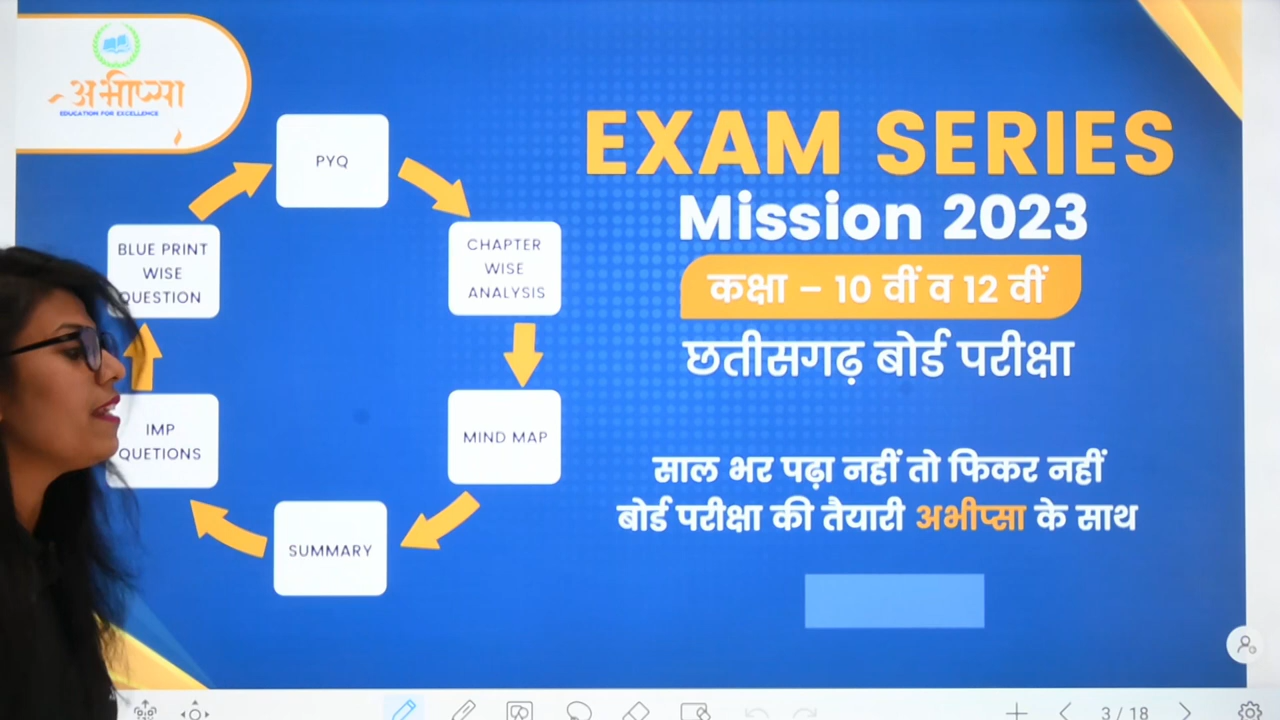 अभीप्सा
EDUCATION FOR EXCELLENCE
PYQ
CHAPTER
WISE
ANALYSIS
MIND MAP
SUMMARY
IMP
QUETIONS
BLUE PRINT
WISE
QUESTION
EXAM SERIES
Mission 2023
कक्षा – 10 वीं व 12 वीं
छतीसगढ़ बोर्ड परीक्षा
साल भर पढ़ा नहीं तो फिकर नहीं
बोर्ड परीक्षा की तैयारी अभीप्सा के साथ
3 / 18